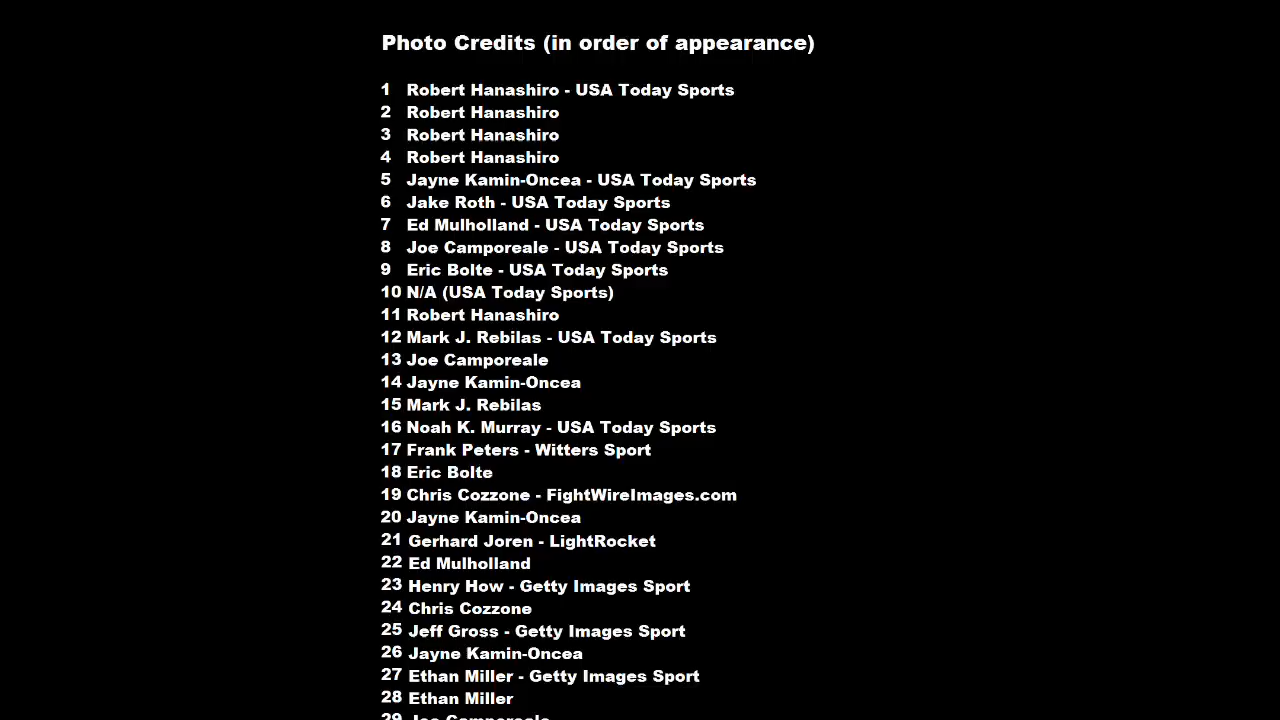 Photo Credits (in order of appearance)
1 Robert Hanashiro - USA Today Sports
2 Robert Hanashiro
3 Robert Hanashiro
4 Robert Hanashiro
5 Jayne Kamin-Oncea - USA Today Sports
6 Jake Roth - USA Today Sports
7 Ed Mulholland - USA Today Sports
8 Joe Camporeale - USA Today Sports
9 Eric Bolte - USA Today Sports
10 N/A (USA Today Sports)
11 Robert Hanashiro
12 Mark J. Rebilas - USA Today Sports
13 Joe Camporeale
14 Jayne Kamin-Oncea
15 Mark J. Rebilas
16 Noah K. Murray - USA Today Sports
17 Frank Peters - Witters Sport
18 Eric Bolte
19 Chris Cozzone - FightWireImages.com
20 Jayne Kamin-Oncea
21 Gerhard Joren - LightRocket
22 Ed Mulholland
23 Henry How - Getty Images Sport
24 Chris Cozzone
25 Jeff Gross - Getty Images Sport
26 Jayne Kamin-Oncea
27 Ethan Miller - Getty Images Sport
28 Ethan Miller
29 Joe Camporeale